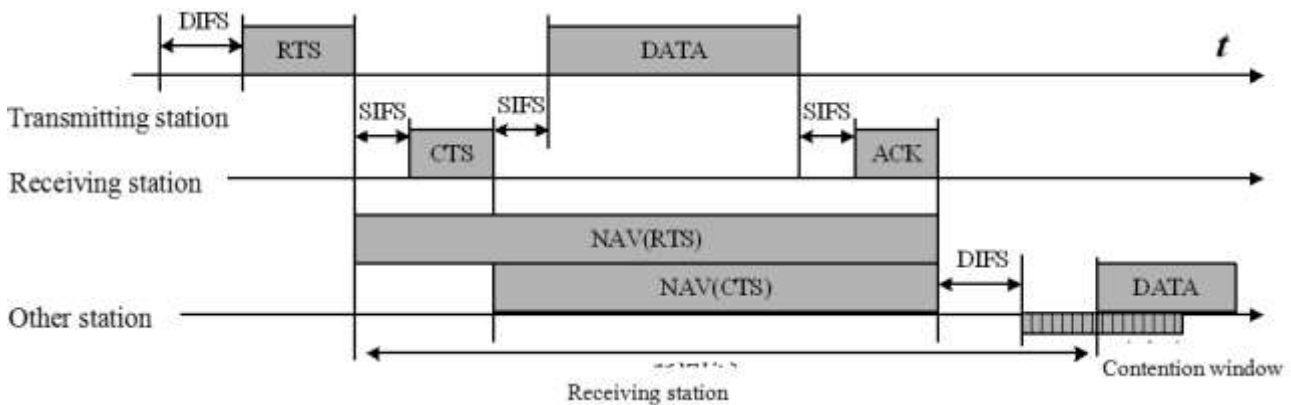 DIFS
RTS
DATA
t
SIFS
SIFS
SIFS
Transmitting station
CTS
ACK
Receiving station
NAV(RTS)
DIFS
NAV(CTS)
DATA
Other station
Contention window
Receiving station